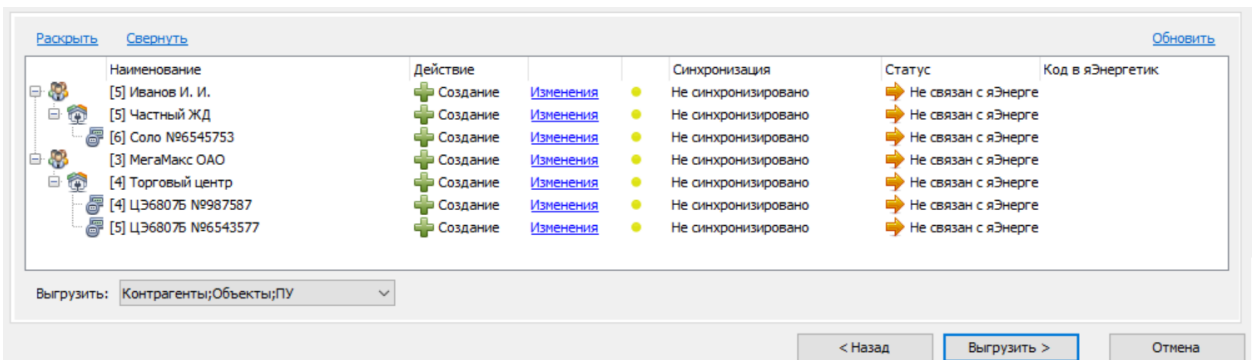 Раскрыть Свернуть Обновить
Наименование Действие Синхронизация Статус Код в яЭнергетик
[5] Иванов И. И. Создание Изменения Не синхронизировано Не связан с яЭнерге
[5] Частный ЖД Создание Изменения Не синхронизировано Не связан с яЭнерге
[6] Соло №6545753 Создание Изменения Не синхронизировано Не связан с яЭнерге
[3] МегаМакс ОАО Создание Изменения Не синхронизировано Не связан с яЭнерге
[4] Торговый центр Создание Изменения Не синхронизировано Не связан с яЭнерге
[4] ЦЭ6807Б №987587 Создание Изменения Не синхронизировано Не связан с яЭнерге
[5] ЦЭ6807Б №6543577 Создание Изменения Не синхронизировано Не связан с яЭнерге
Выгрузить: Контрагенты;Объекты;ПУ
< Назад Выгрузить > Отмена